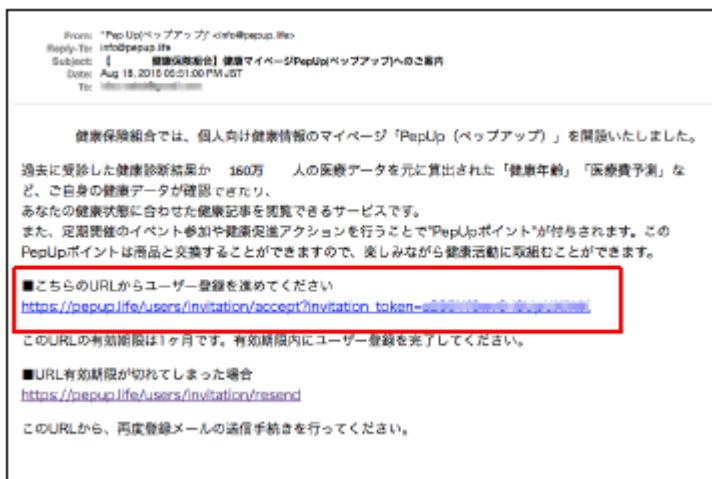 From: "Pep Up(ペップアップ)" <info@pepup.life>
Reply-To: info@pepup.life
Subject: 【 健康保険組合】健康マイページPepUp(ペップアップ)へのご案内
Date: Aug 18, 2016 05:51:00 PM JST
To:
健康保険組合では、個人向け健康情報のマイページ「PepUp（ペップアップ）」を開設いたしました。
過去に受診した健康診断結果か 160万 人の医療データを元に算出された「健康年齢」「医療費予測」な
ど、ご自身の健康データが確認できたり、
あなたの健康状態に合わせた健康記事を閲覧できるサービスです。
また、定期開催のイベント参加や健康促進アクションを行うことで"PepUpポイント"が付与されます。この
PepUpポイントは商品と交換することができますので、楽しみながら健康活動に取組むことができます。
■こちらのURLからユーザー登録を進めてください
https://pepup.life/users/invitation/accept?invitation_token=
このURLの有効期限は1ヶ月です。有効期限内にユーザー登録を完了してください。
■URL有効期限が切れてしまった場合
https://pepup.life/users/invitation/resend
このURLから、再度登録メールの送信手続きを行ってください。